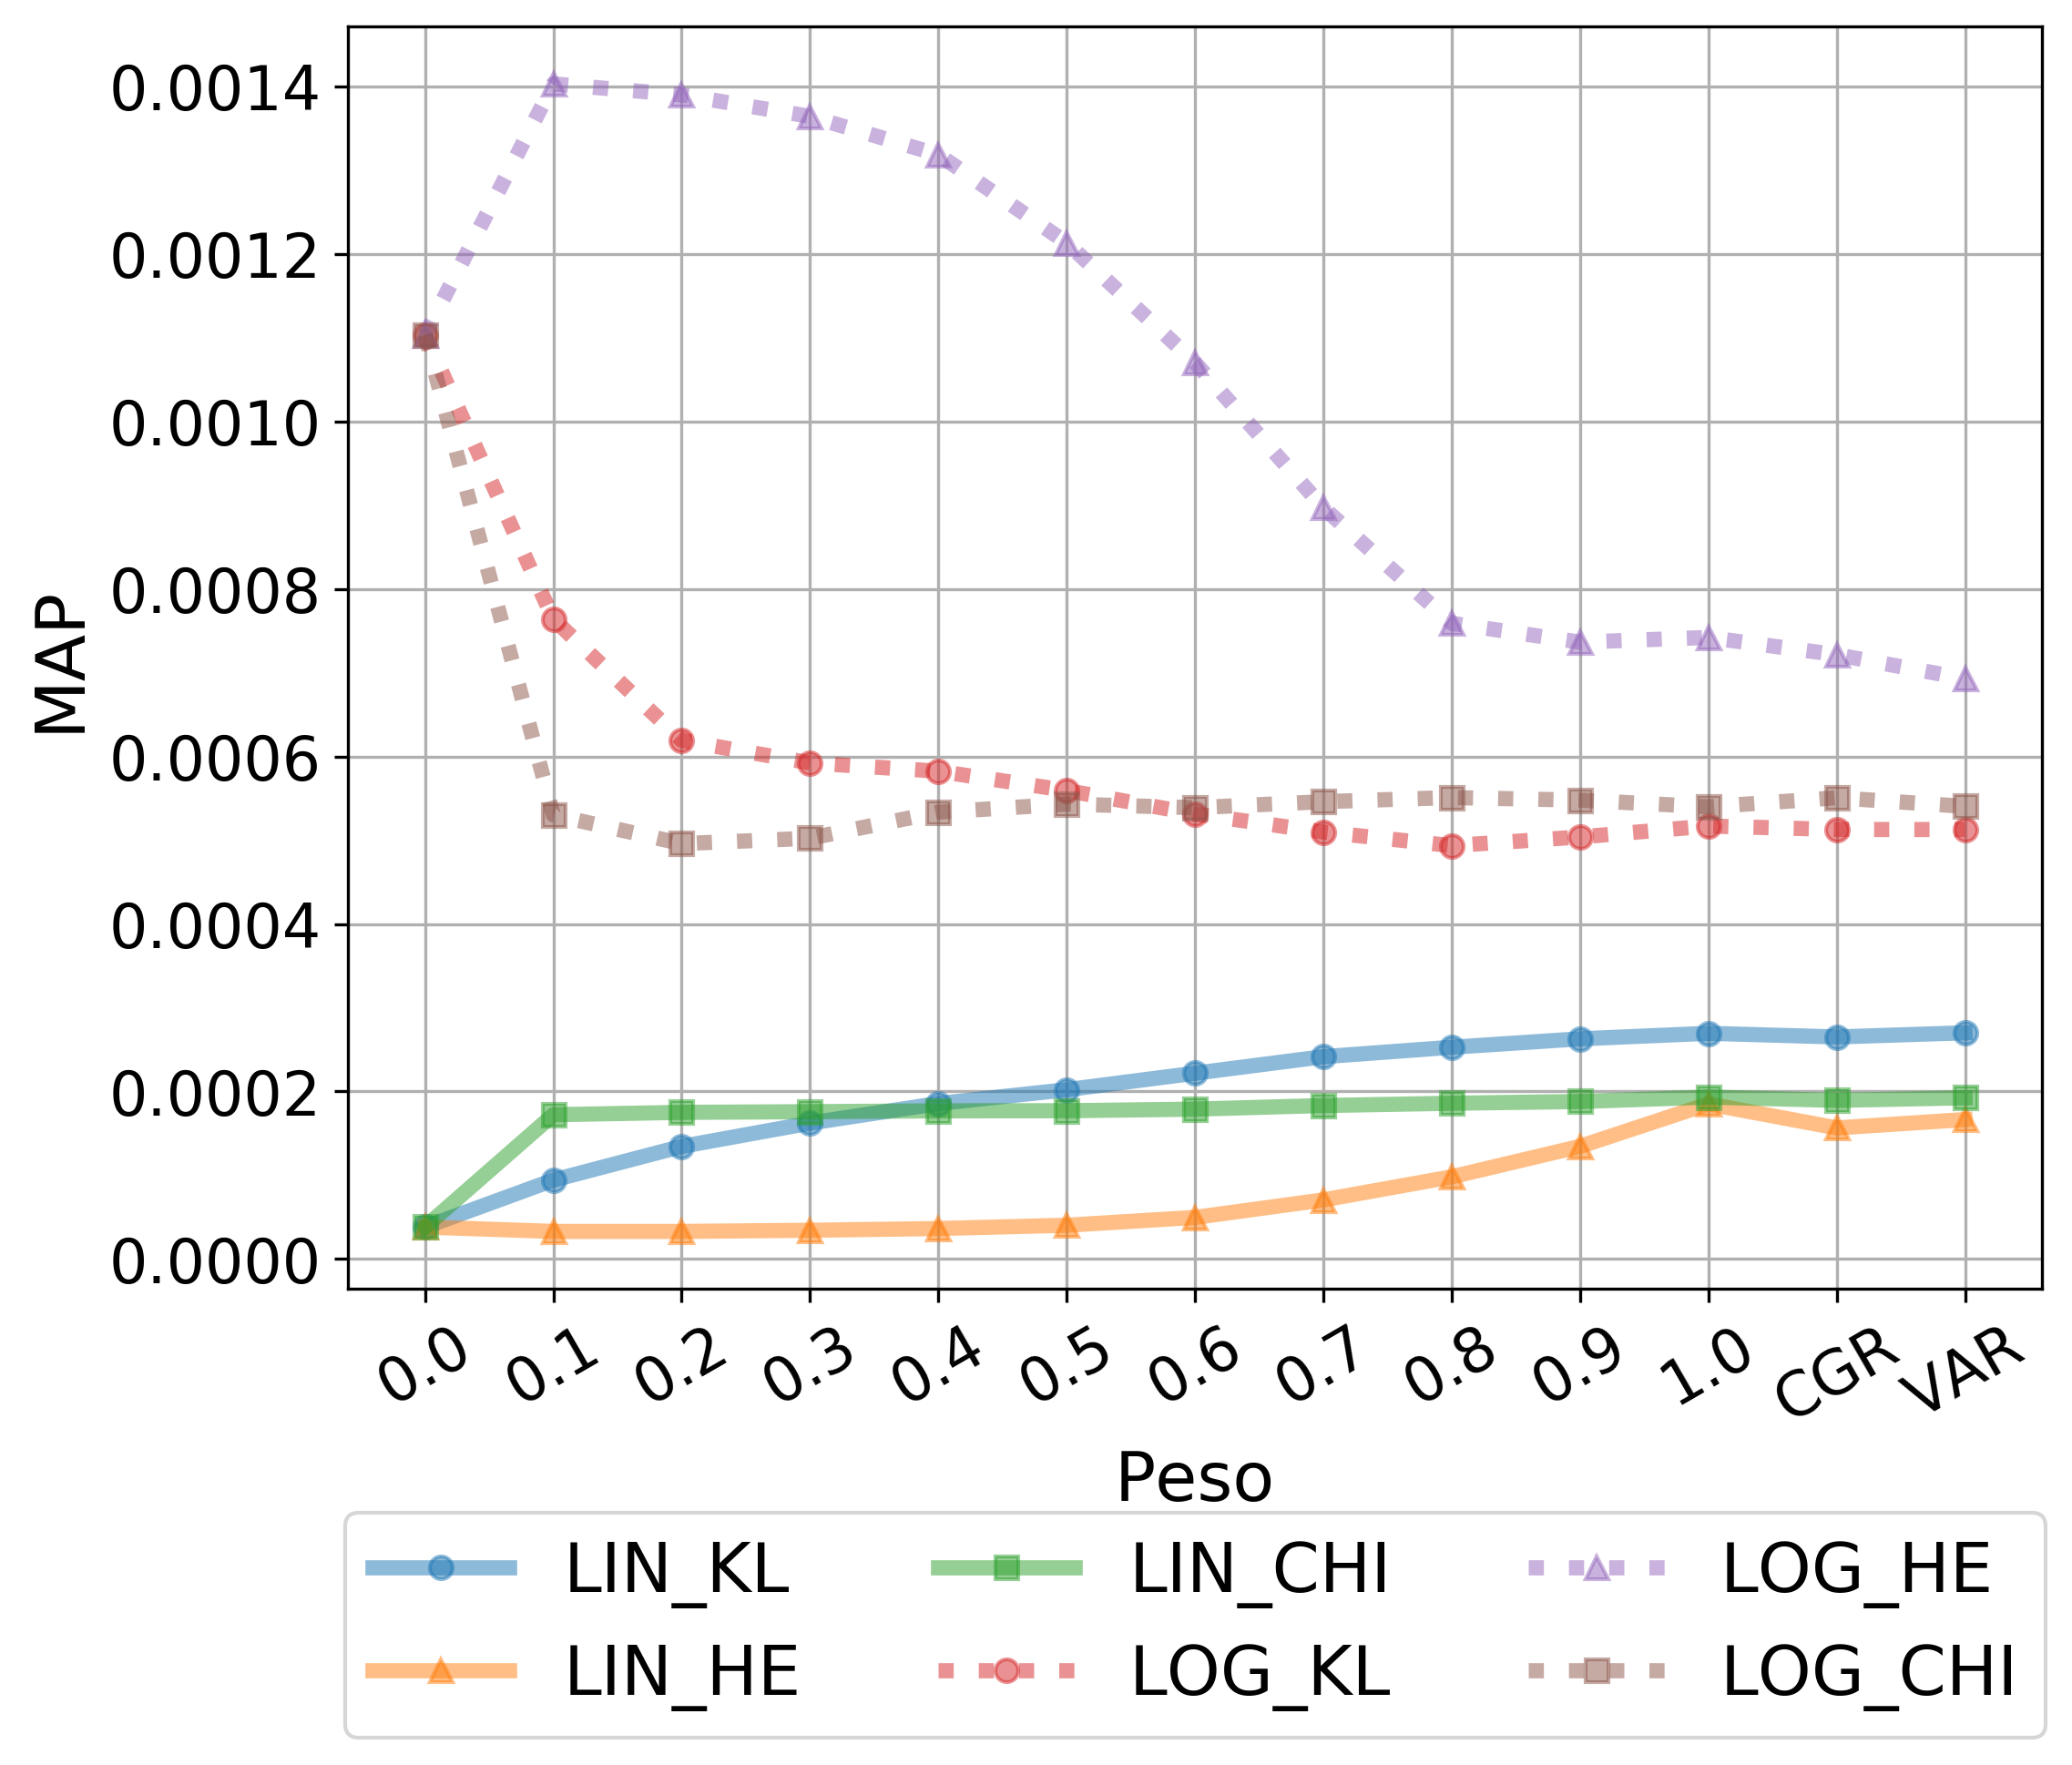 0.0014
0.0012
0.0010
0.0008
0.0006
0.0004
0.0002
0.0000
MAP
0.0 0.1 0.2 0.3 0.4 0.5 0.6 0.7 0.8 0.9 1.0 CGR VAR
Peso
LIN_KL LIN_CHI LOG_HE
LIN_HE LOG_KL LOG_CHI